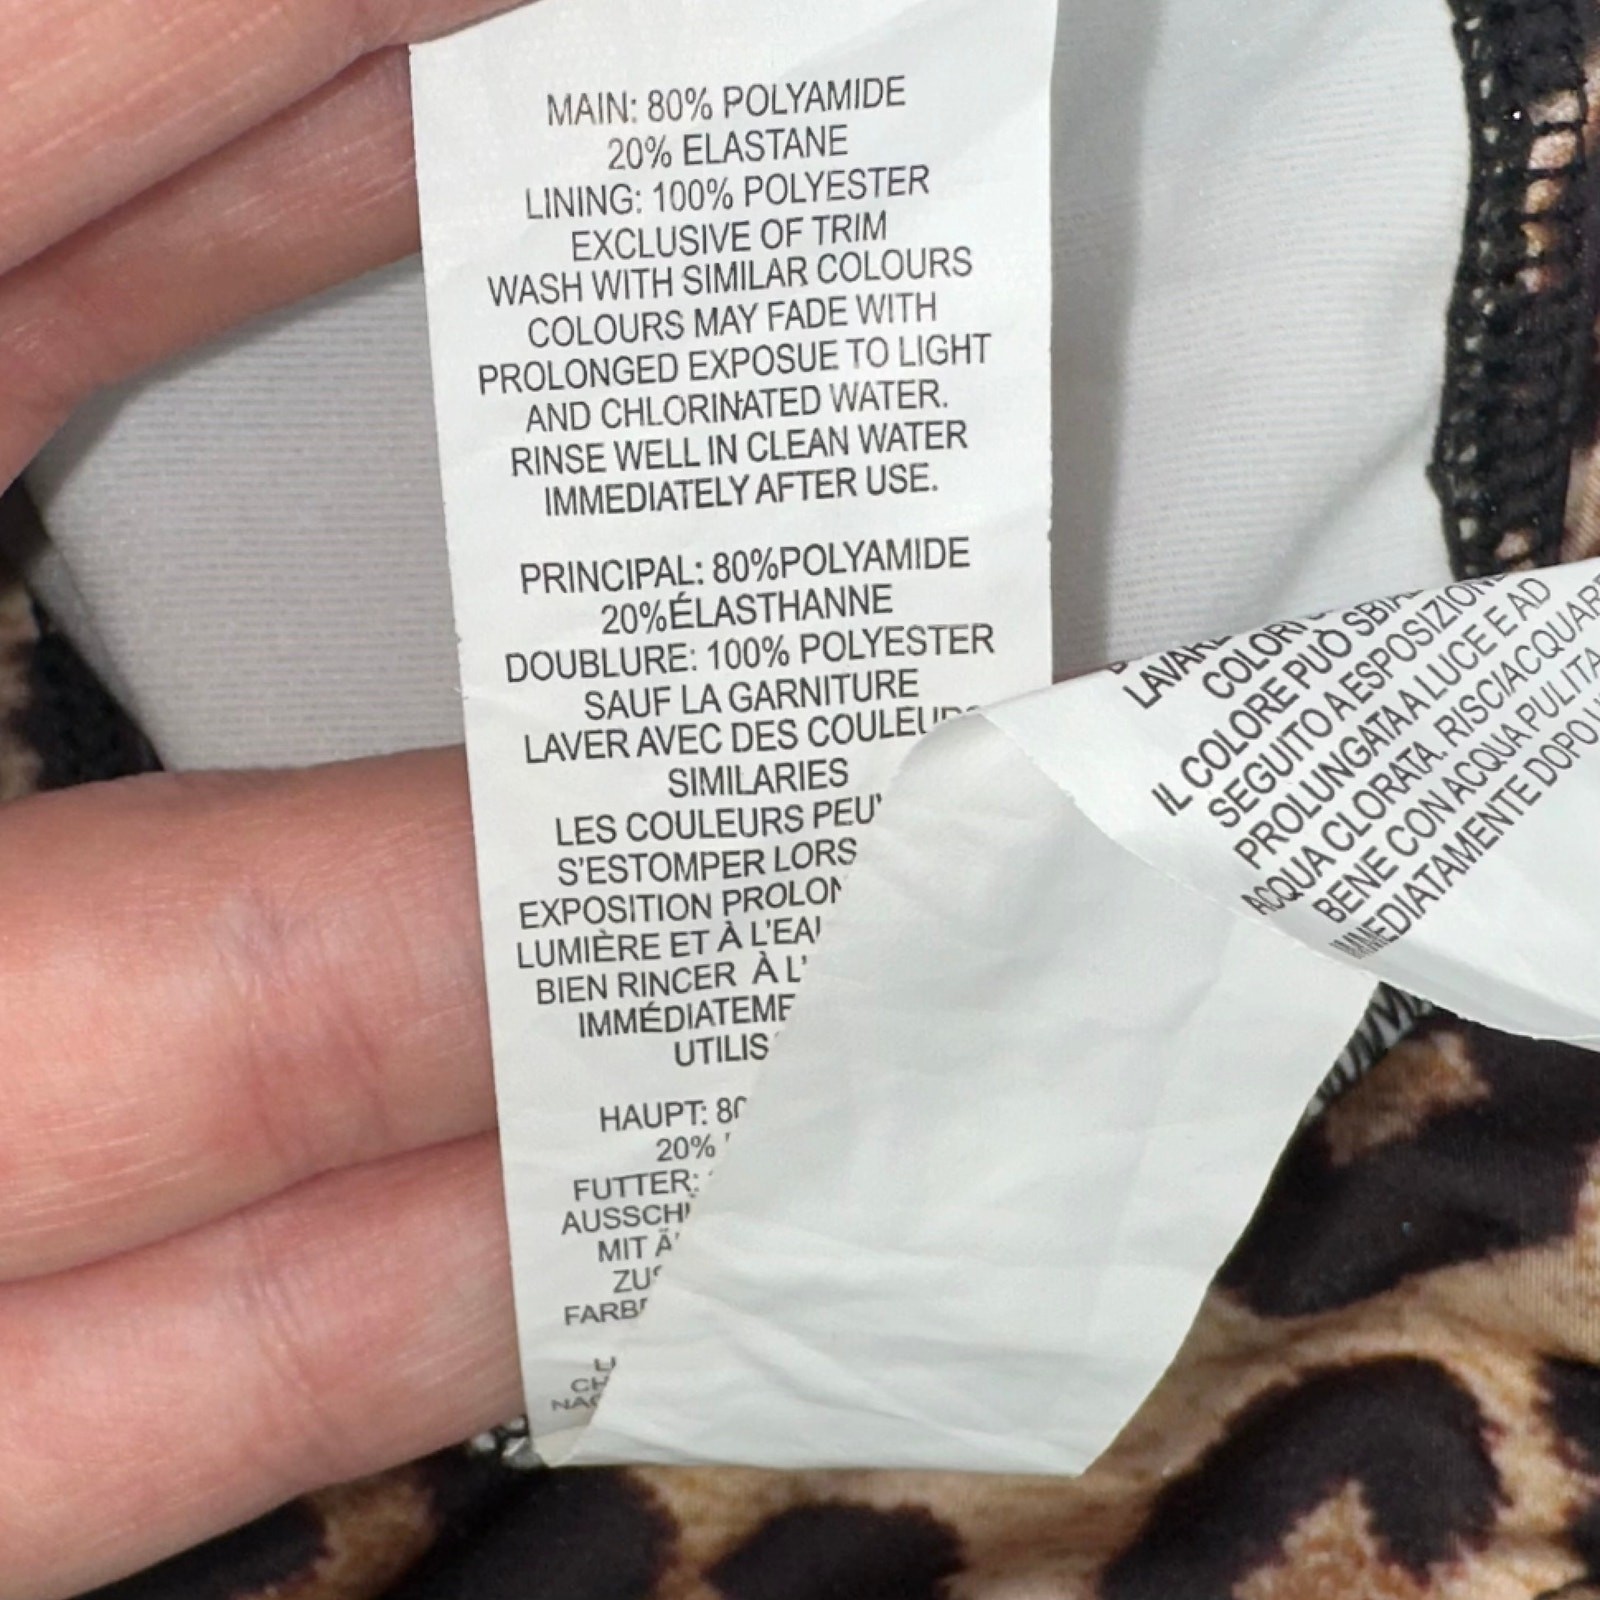 MAIN: 80% POLYAMIDE
20% ELASTANE
LINING: 100% POLYESTER
EXCLUSIVE OF TRIM
WASH WITH SIMILAR COLOURS
COLOURS MAY FADE WITH
PROLONGED EXPOSUE TO LIGHT
AND CHLORINATED WATER.
RINSE WELL IN CLEAN WATER
IMMEDIATELY AFTER USE.
PRINCIPAL: 80%POLYAMIDE
20%ÉLASTHANNE
DOUBLURE: 100% POLYESTER
SAUF LA GARNITURE
LAVER AVEC DES
SIMILARIES
LES COULEURS
S'ESTOMPER LORS
EXPOSITION
LUMIÈRE ET À
BIEN RINCER À
HAUPT:
20%
FUTTER:
MIT
IL COLORE PUÒ
SEGUITO A ESPOSIZIONE
PROLUNGATA A LUCE E AD
ACQUA CLORATA. RISCIACQUARE
BENE CON ACQUA PULITA
IMMEDIATAMENTE DOPO